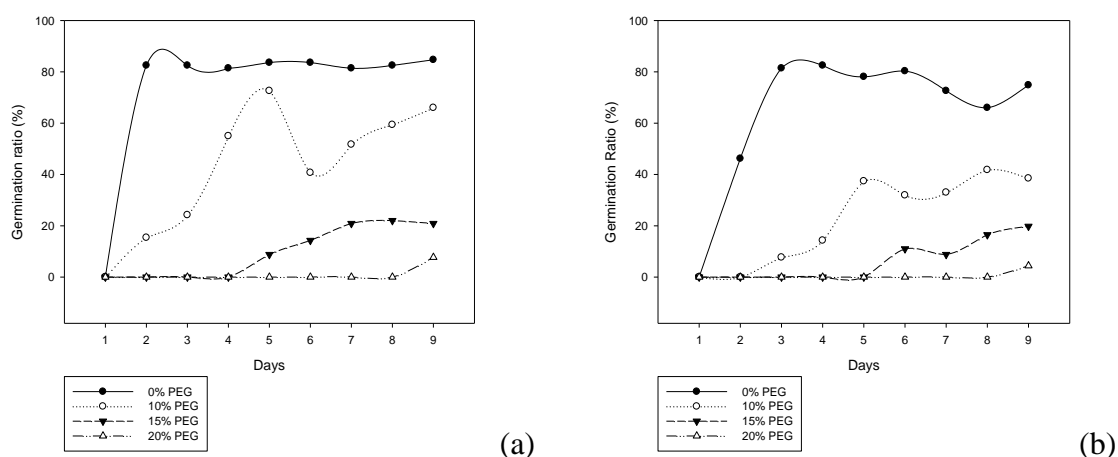 100
80
60
40
20
0
Germination ratio (%)
1 2 3 4 5 6 7 8 9
Days
0% PEG
10% PEG
15% PEG
20% PEG
(a)
100
80
60
40
20
0
Germination Ratio (%)
1 2 3 4 5 6 7 8 9
Days
0% PEG
10% PEG
15% PEG
20% PEG
(b)